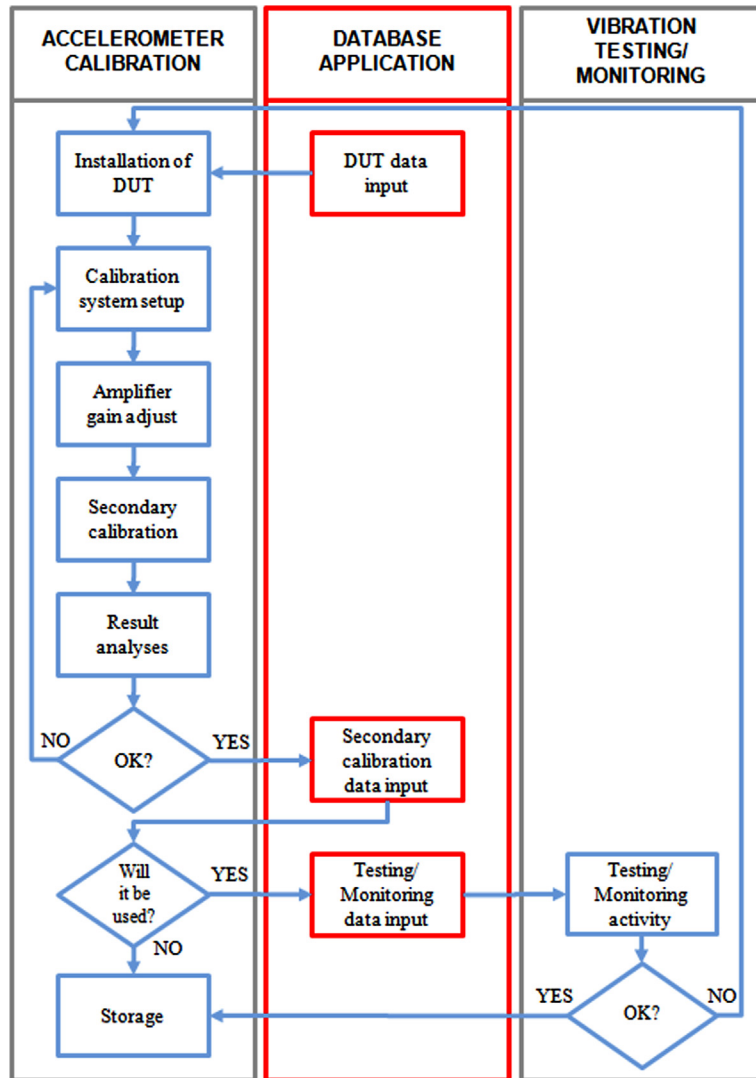 ACCELEROMETER
CALIBRATION
DATABASE
APPLICATION
VIBRATION
TESTING/
MONITORING
Installation of
DUT
DUT data
input
Calibration
system setup
Amplifier
gain adjust
Secondary
calibration
Result
analyses
NO
OK?
YES
Secondary
calibration
data input
Will
it be
used?
YES
NO
Testing/
Monitoring
data input
Testing/
Monitoring
activity
Storage
YES
OK?
NO